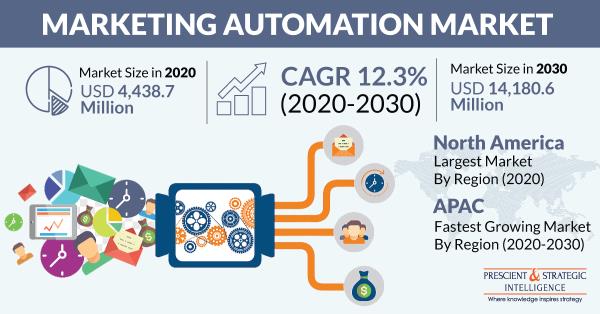 MARKETING AUTOMATION MARKET
Market Size in 2020
USD 4,438.7
Million
CAGR 12.3%
(2020-2030)
Market Size in 2030
USD 14,180.6
Million
North America
Largest Market
By Region (2020)
APAC
Fastest Growing Market
By Region (2020-2030)
$
$
$
PRESCIENT & STRATEGIC
INTELLIGENCE
Where knowledge inspires strategy